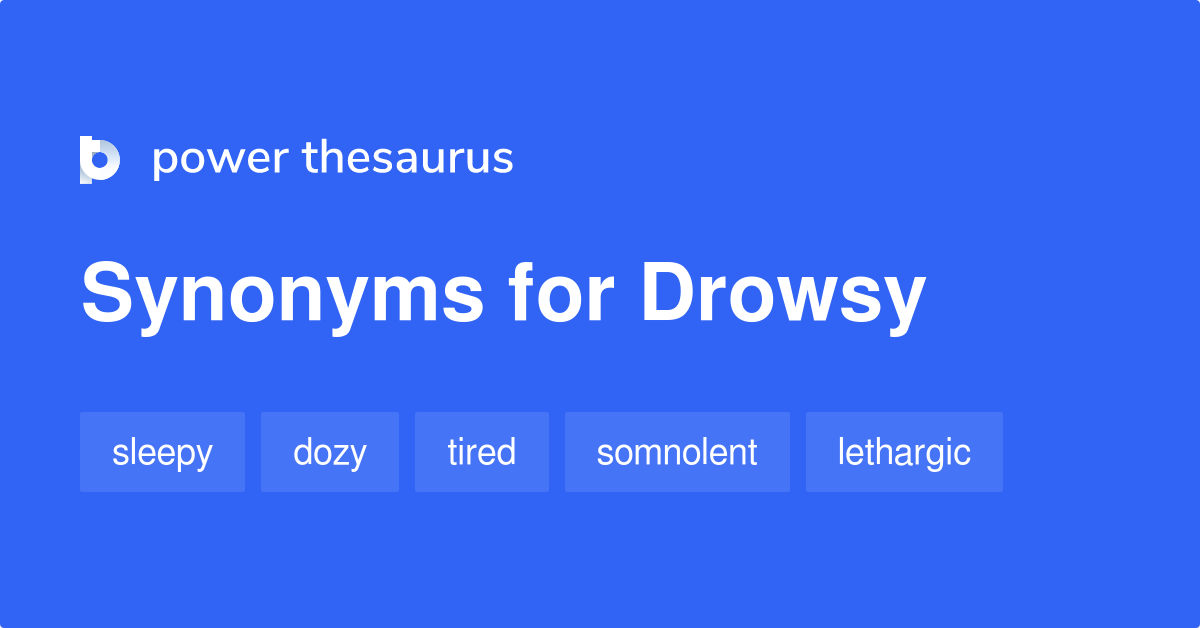 power thesaurus
Synonyms for Drowsy
sleepy dozy tired somnolent lethargic